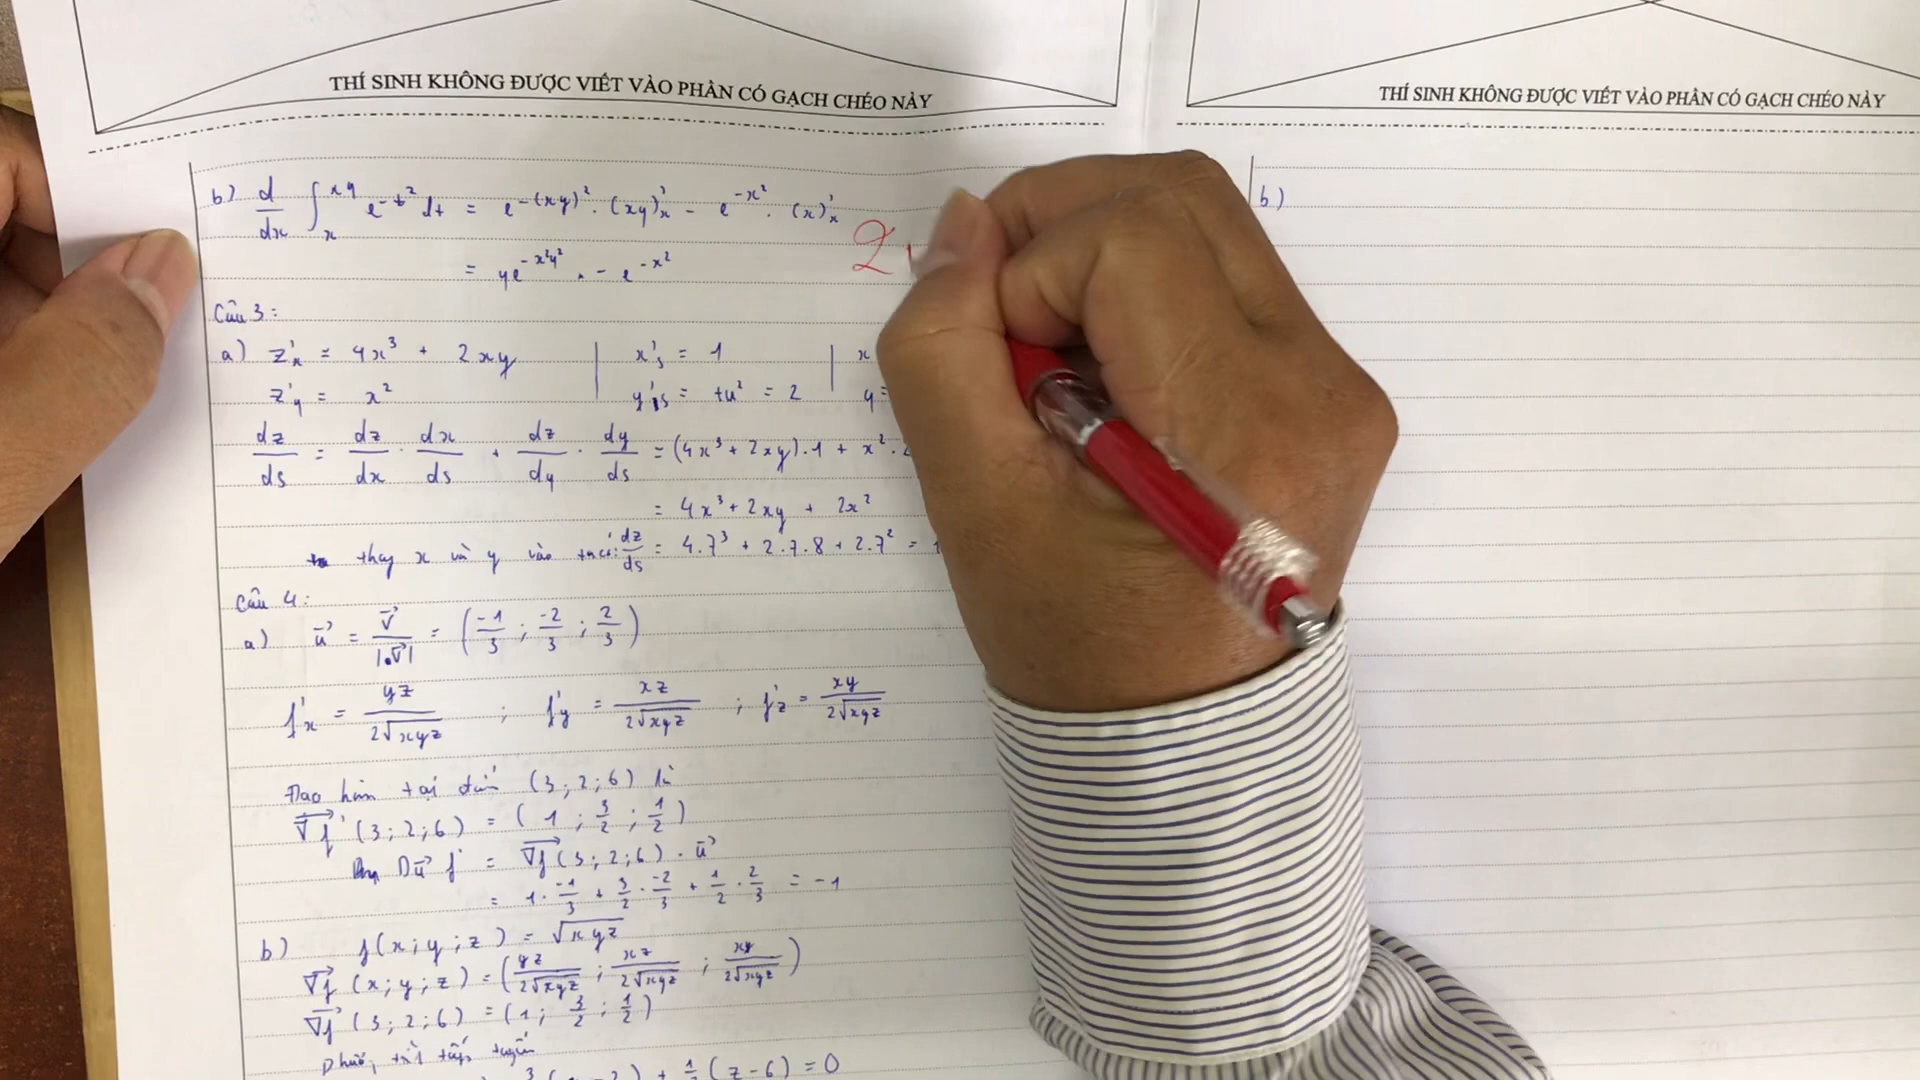 THÍ SINH KHÔNG ĐƯỢC VIẾT VÀO PHẦN CÓ GẠCH CHÉO NÀY
b) d/dx ∫_x^{xy} e^{-t²} dt = e^{-(xy)²} . (xy)'ₓ - e^{-x²} . (x)'ₓ
= ye^{-x²y²} . - e^{-x²}
2,
Câu 3:
a) z'ₓ = 4x³ + 2xy | x'ₛ = 1 | x
z'ᵧ = x² y'ₛ = tu² = 2 y =
dz/ds = dz/dx . dx/ds + dz/dy . dy/ds = (4x³ + 2xy).1 + x².2
= 4x³ + 2xy + 2x²
thay x và y vào dz/ds = 4.7³ + 2.7.8 + 2.7² = 1
Câu 4:
a) u⃗ = v⃗/|v⃗| = (-1/3 ; -2/3 ; 2/3)
f'ₓ = yz/2√xyz ; f'y = xz/2√xyz ; f'z = xy/2√xyz
Đạo hàm tại điểm (3;2;6) là
∇f (3;2;6) = (1 ; 3/2 ; 1/2)
Du⃗ f = ∇f (3;2;6) . u⃗
= 1 . -1/3 + 3/2 . -2/3 + 1/2 . 2/3 = -1
b) f(x;y;z) = √xyz
∇f (x;y;z) = (yz/2√xyz ; xz/2√xyz ; xy/2√xyz)
∇f (3;2;6) = (1; 3/2 ; 1/2)
tiếp tuyến
+ 1/2 (z-6) = 0
THÍ SINH KHÔNG ĐƯỢC VIẾT VÀO PHẦN CÓ GẠCH CHÉO NÀY
b)